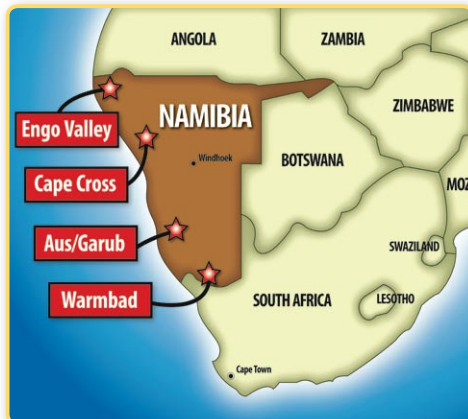 ANGOLA
ZAMBIA
NAMIBIA
ZIMBABWE
Engo Valley
Windhoek
BOTSWANA
Cape Cross
MOZ
Aus/Garub
SWAZILAND
Warmbad
SOUTH AFRICA
LESOTHO
Cape Town